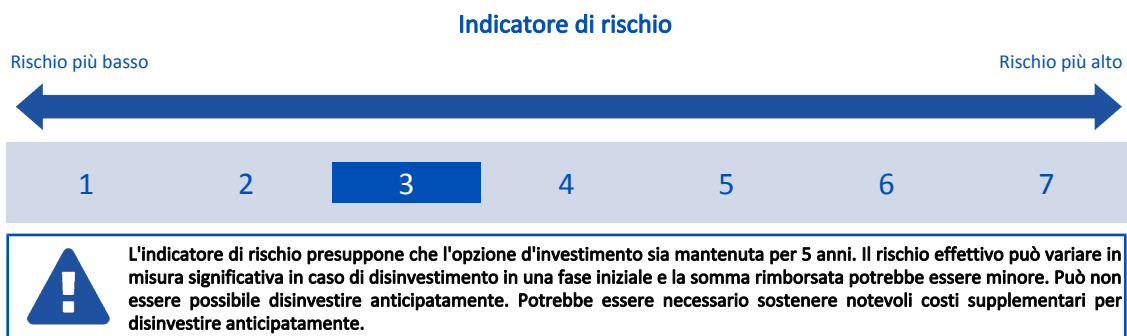 Indicatore di rischio
Rischio più basso
Rischio più alto
1 2 3 4 5 6 7
L'indicatore di rischio presuppone che l'opzione d'investimento sia mantenuta per 5 anni. Il rischio effettivo può variare in
misura significativa in caso di disinvestimento in una fase iniziale e la somma rimborsata potrebbe essere minore. Può non
essere possibile disinvestire anticipatamente. Potrebbe essere necessario sostenere notevoli costi supplementari per
disinvestire anticipatamente.